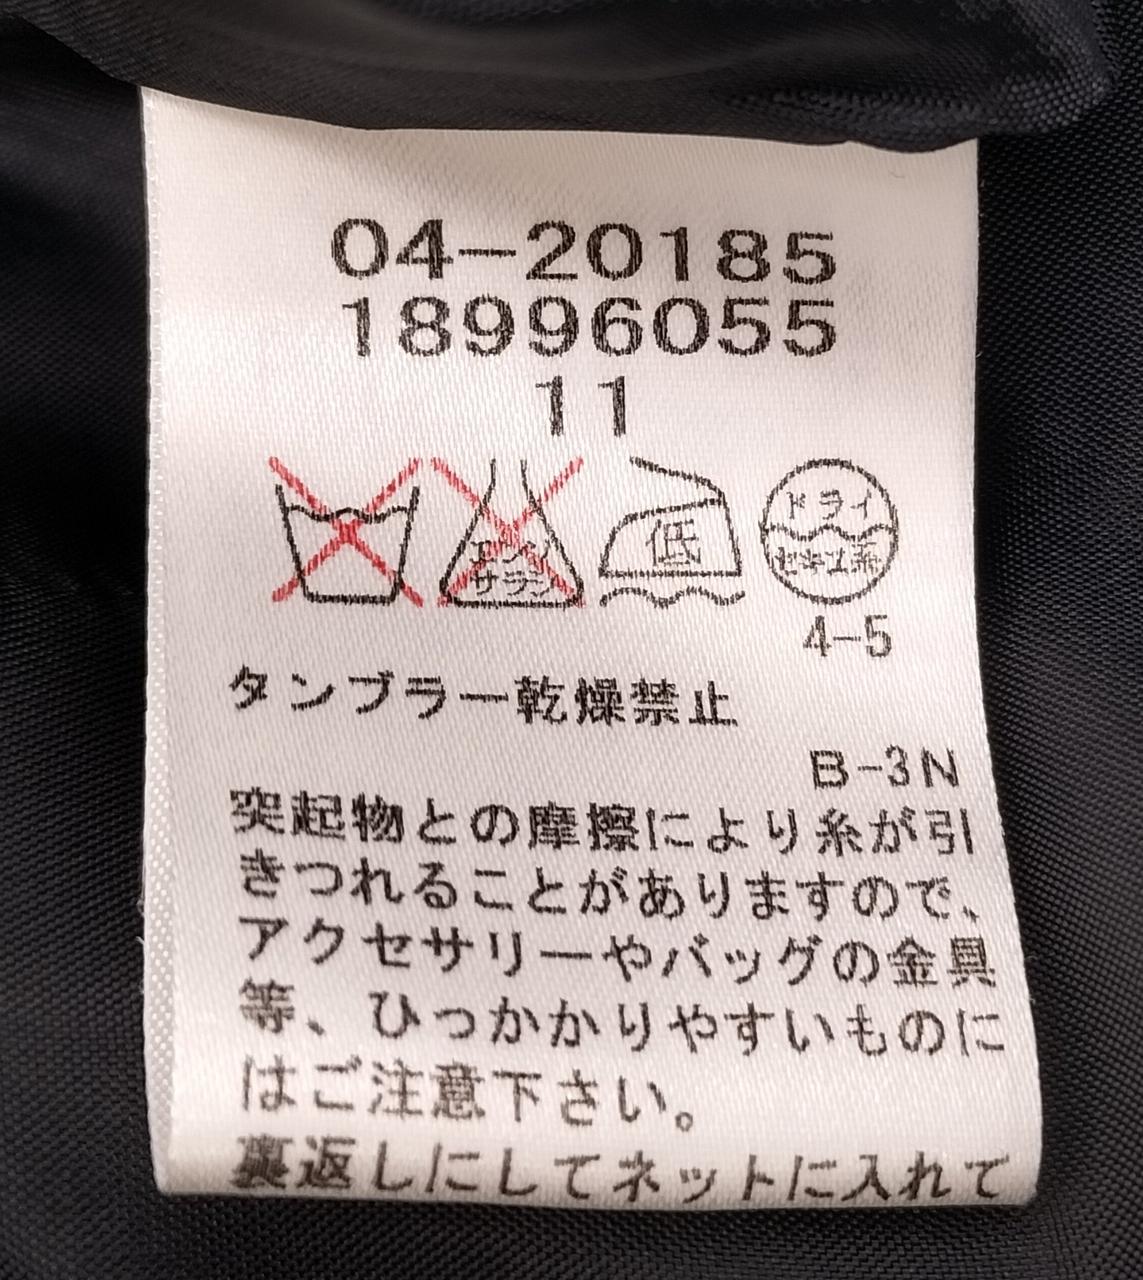 04-20185
18996055
11
エンソ
サラシ
低
ドライ
セキユ系
4-5
タンブラー乾燥禁止
B-3N
突起物との摩擦により糸が引
きつれることがありますので、
アクセサリーやバッグの金具
等、ひっかかりやすいものに
はご注意下さい。
裏返しにしてネットに入れて